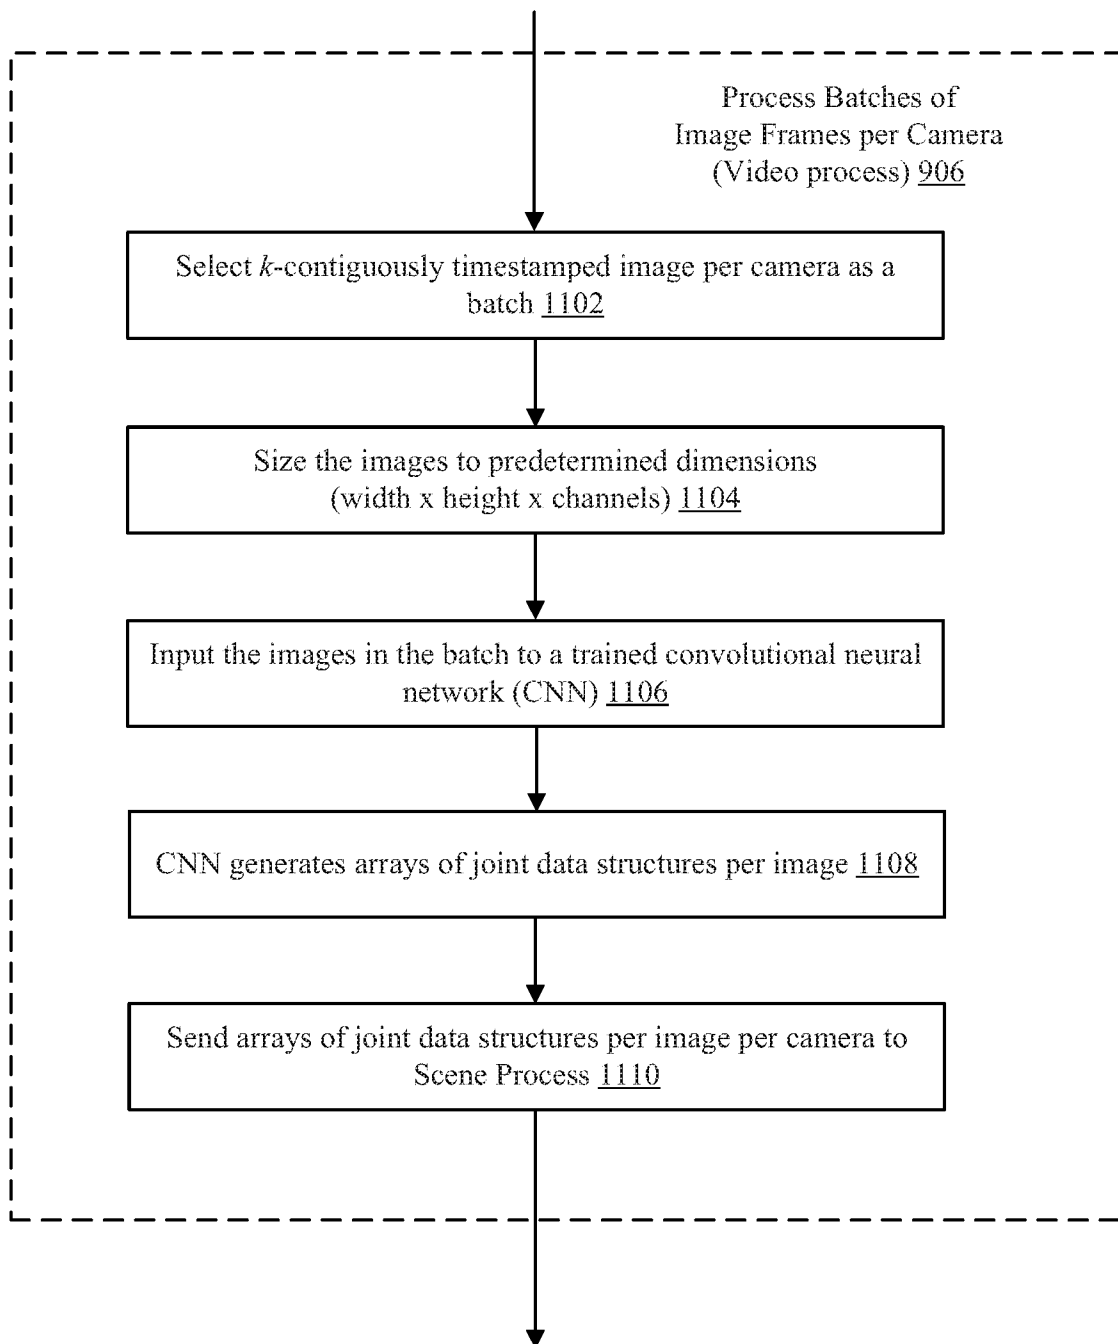 Process Batches of
Image Frames per Camera
(Video process) 906
Select k-contiguously timestamped image per camera as a
batch 1102
Size the images to predetermined dimensions
(width x height x channels) 1104
Input the images in the batch to a trained convolutional neural
network (CNN) 1106
CNN generates arrays of joint data structures per image 1108
Send arrays of joint data structures per image per camera to
Scene Process 1110